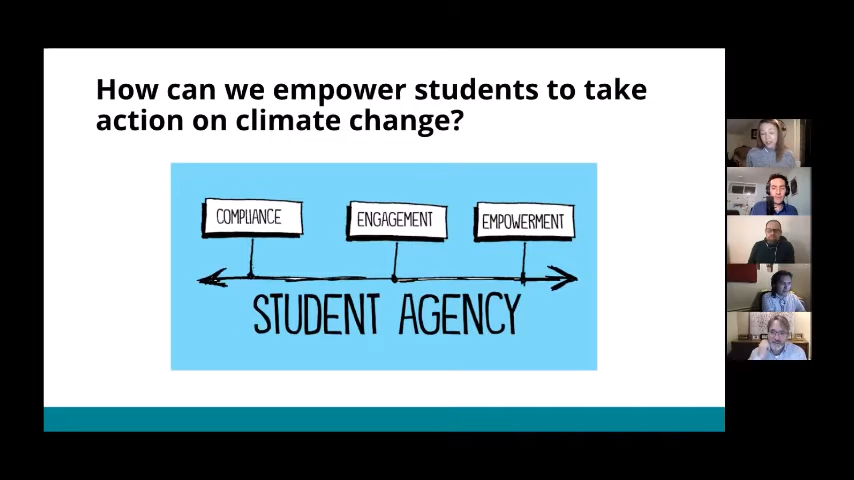 How can we empower students to take
action on climate change?
COMPLIANCE
ENGAGEMENT
EMPOWERMENT
STUDENT AGENCY